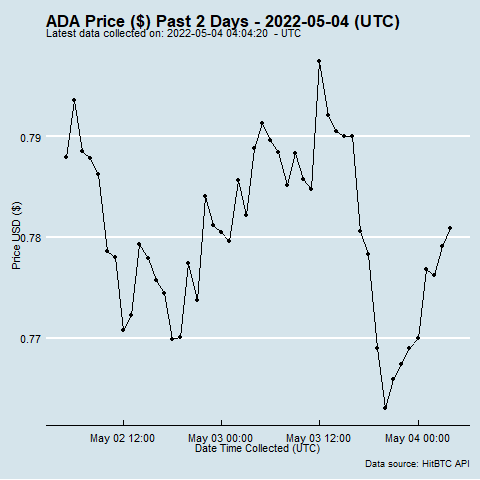 ADA Price ($) Past 2 Days - 2022-05-04 (UTC)
Latest data collected on: 2022-05-04 04:04:20 - UTC
0.79
0.78
0.77
Price USD ($)
May 02 12:00 May 03 00:00 May 03 12:00 May 04 00:00
Date Time Collected (UTC)
Data source: HitBTC API